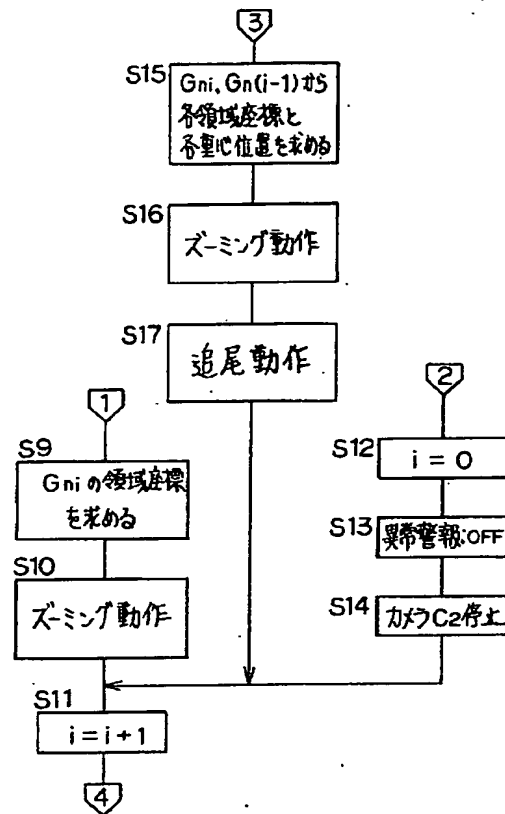 3
S15
Gni、Gn(i-1)から
各領域座標と
各重心位置を求める
S16
ズーミング動作
S17
追尾動作
1
S9
Gniの領域座標
を求める
S10
ズーミング動作
2
S12
i = 0
S13
異常警報:OFF
S14
カメラC2停止
S11
i = i + 1
4